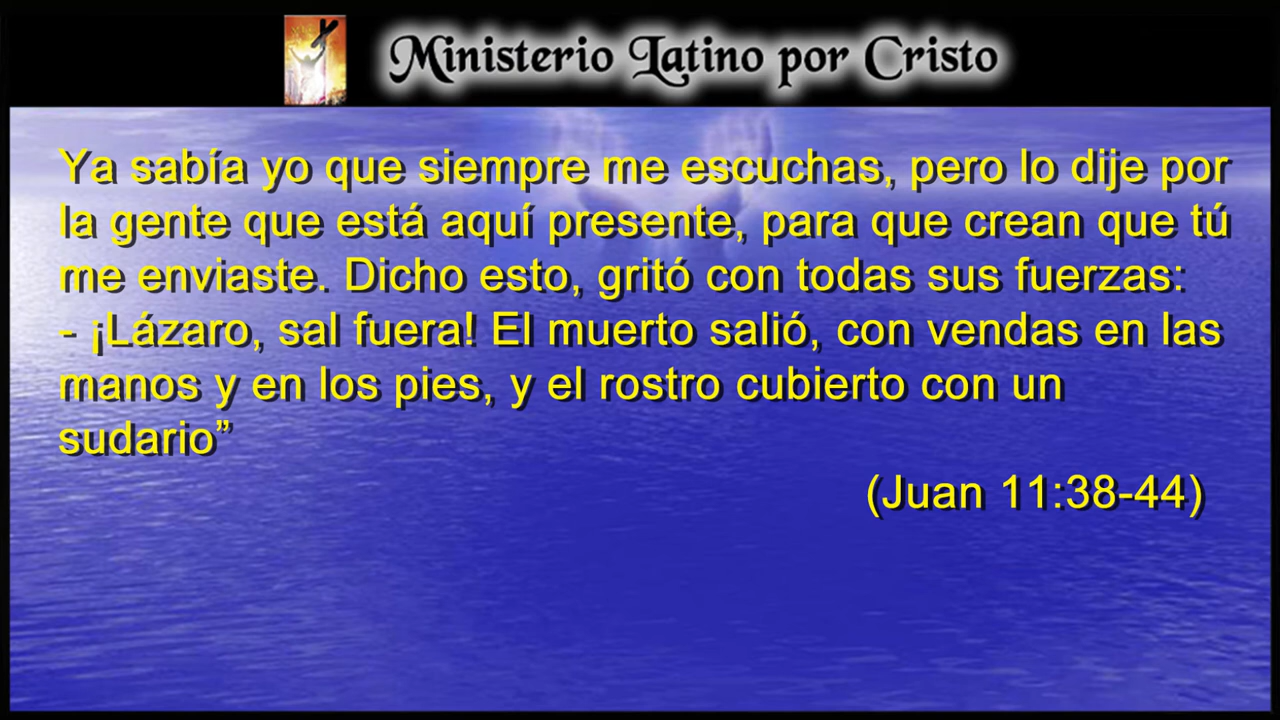 Ministerio Latino por Cristo
Ya sabía yo que siempre me escuchas, pero lo dije por
la gente que está aquí presente, para que crean que tú
me enviaste. Dicho esto, gritó con todas sus fuerzas:
- ¡Lázaro, sal fuera! El muerto salió, con vendas en las
manos y en los pies, y el rostro cubierto con un
sudario”
(Juan 11:38-44)